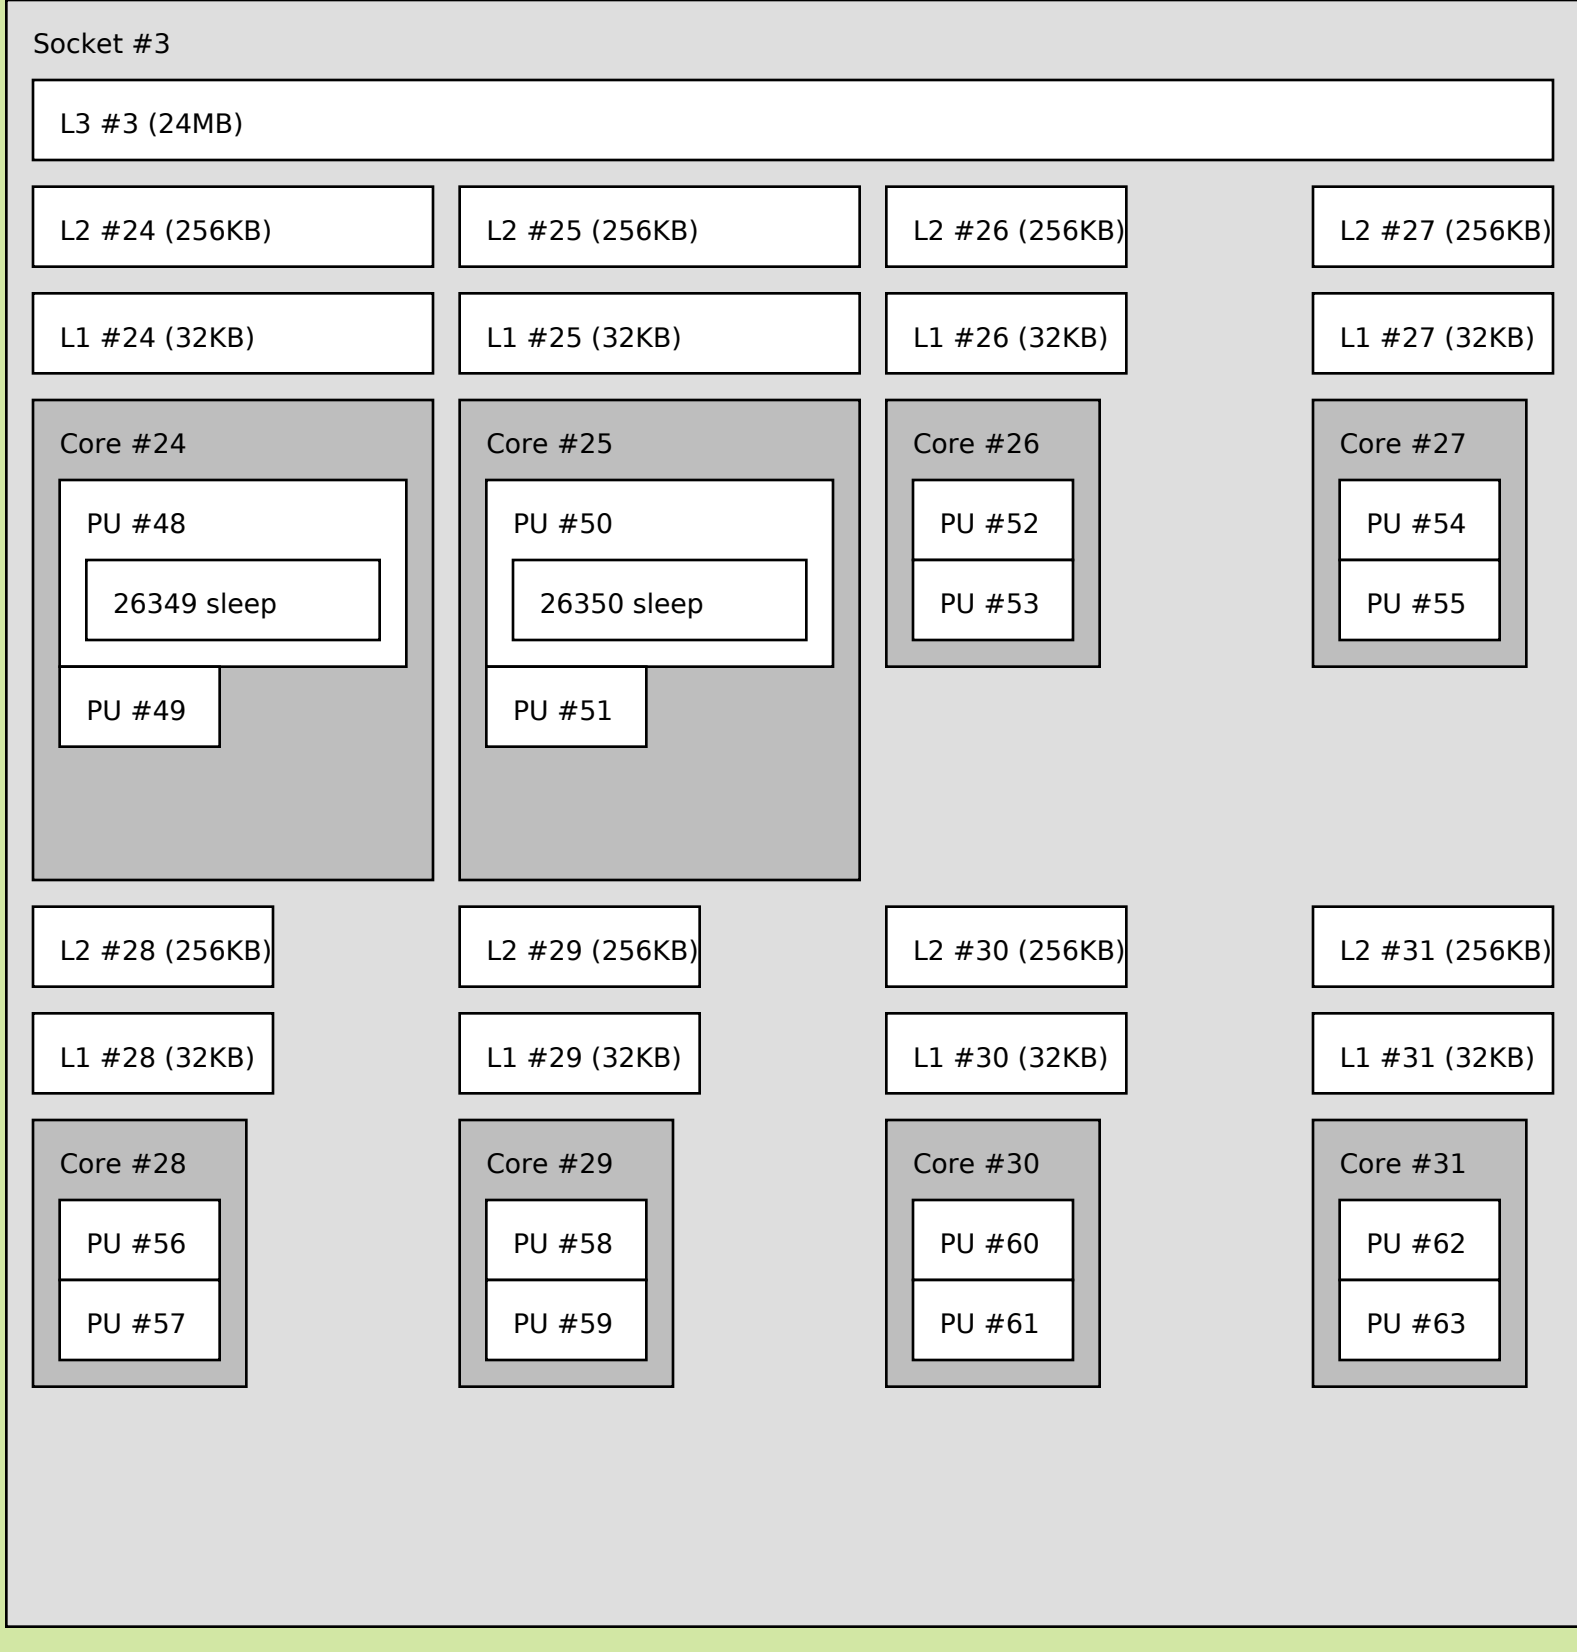 Socket #3
L3 #3 (24MB)
L2 #24 (256KB)
L2 #25 (256KB)
L2 #26 (256KB)
L2 #27 (256KB)
L1 #24 (32KB)
L1 #25 (32KB)
L1 #26 (32KB)
L1 #27 (32KB)
Core #24
PU #48
26349 sleep
PU #49
Core #25
PU #50
26350 sleep
PU #51
Core #26
PU #52
PU #53
Core #27
PU #54
PU #55
L2 #28 (256KB)
L2 #29 (256KB)
L2 #30 (256KB)
L2 #31 (256KB)
L1 #28 (32KB)
L1 #29 (32KB)
L1 #30 (32KB)
L1 #31 (32KB)
Core #28
PU #56
PU #57
Core #29
PU #58
PU #59
Core #30
PU #60
PU #61
Core #31
PU #62
PU #63